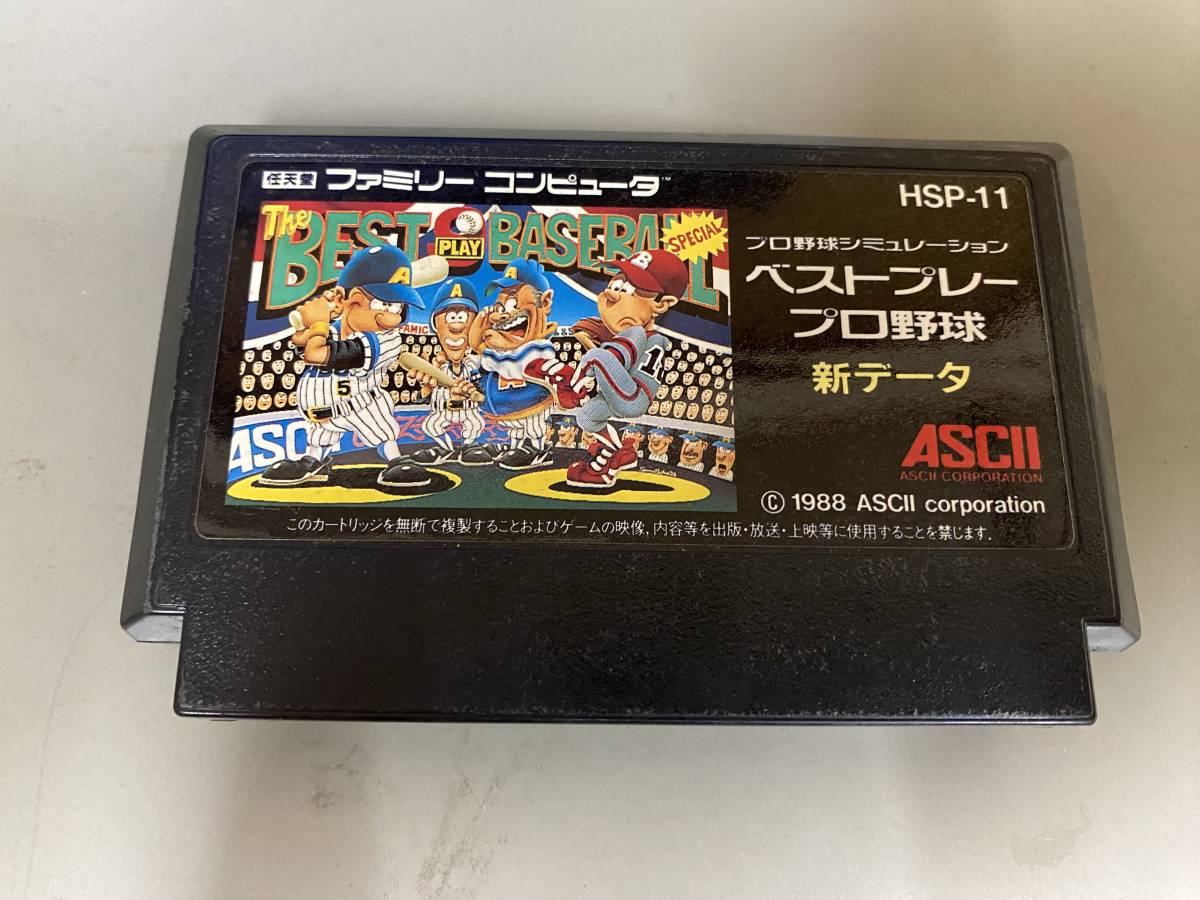 任天堂 ファミリー コンピュータ™
HSP-11
The
BEST PLAY BASEBALL
SPECIAL
プロ野球シミュレーション
ベストプレー
プロ野球
新データ
A
A
B
5
1
FAMIC
L&S
ASCII
ASCII
ASCII CORPORATION
© 1988 ASCII corporation
このカートリッジを無断で複製することおよびゲームの映像,内容等を出版・放送・上映等に使用することを禁じます.